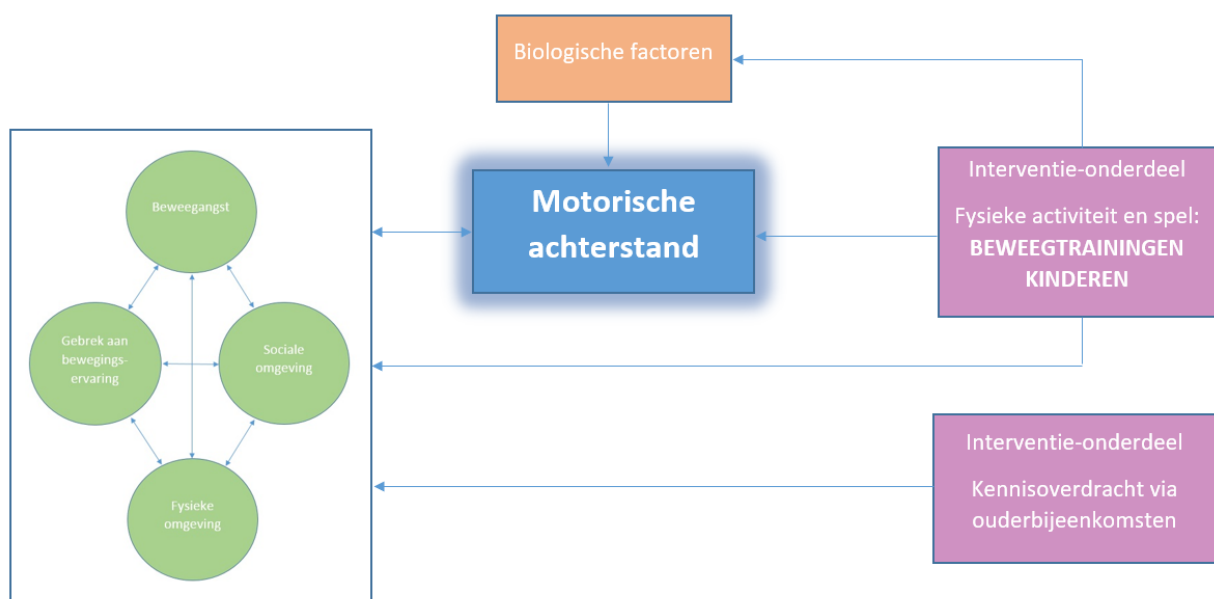 Biologische factoren
Motorische
achterstand
Interventie-onderdeel
Fysieke activiteit en spel:
BEWEEGTRAININGEN
KINDEREN
Beweegangst
Gebrek aan
bewegings-
ervaring
Sociale
omgeving
Fysieke
omgeving
Interventie-onderdeel
Kennisoverdracht via
ouderbijeenkomsten